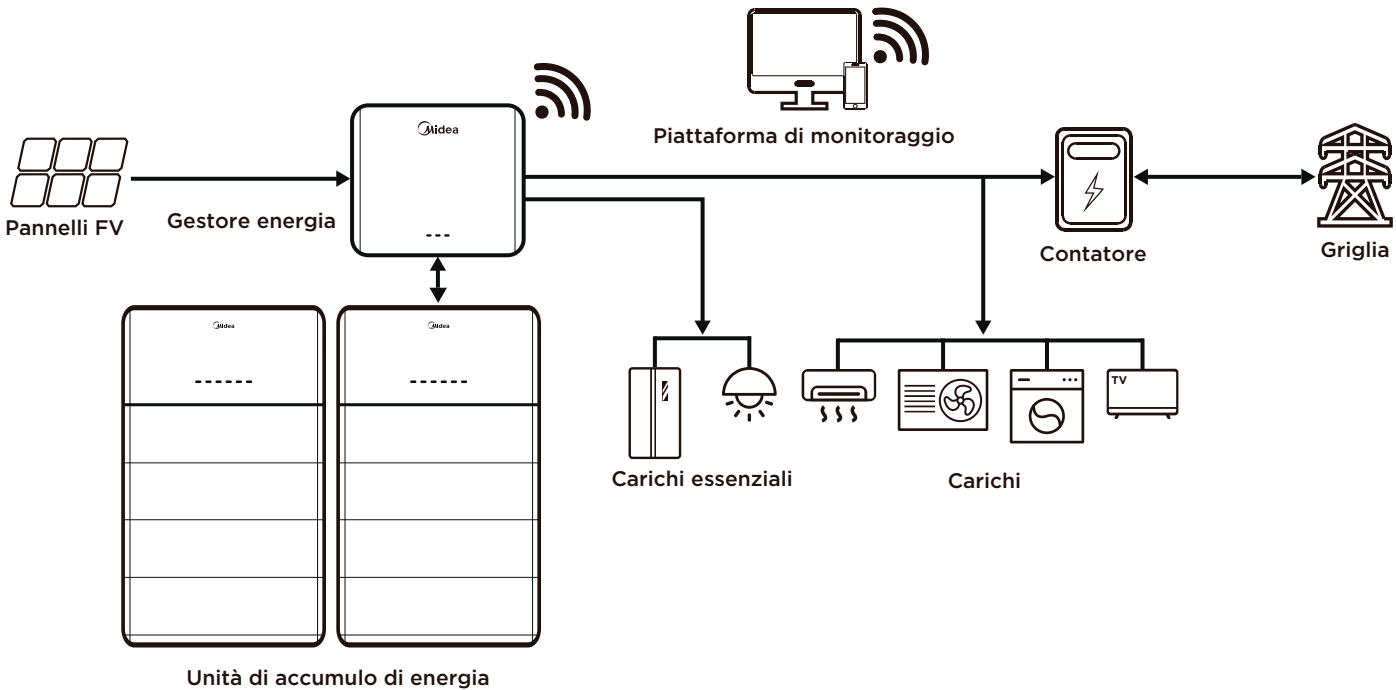 Midea
Piattaforma di monitoraggio
Pannelli FV
Gestore energia
Contatore
Griglia
Midea
Midea
TV
Carichi essenziali
Carichi
Unità di accumulo di energia